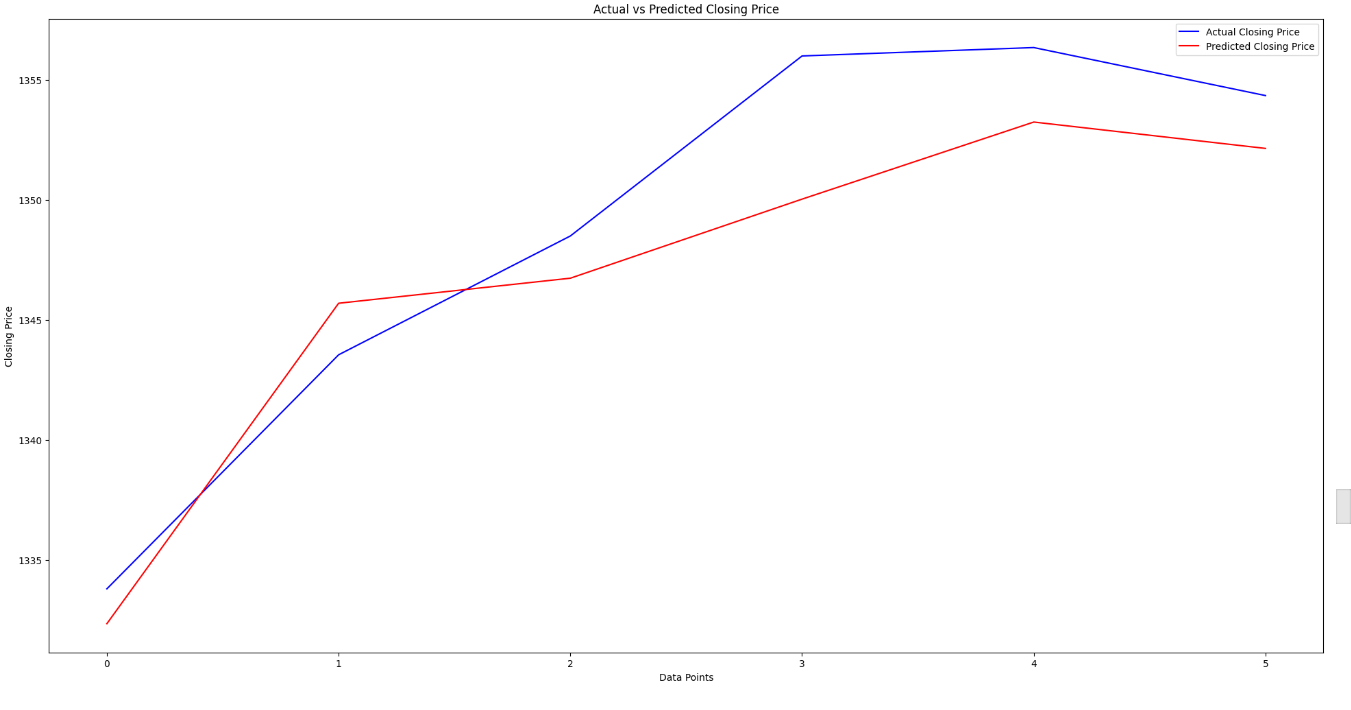 Actual vs Predicted Closing Price
Actual Closing Price
Predicted Closing Price
Closing Price
1355
1350
1345
1340
1335
0 1 2 3 4 5
Data Points